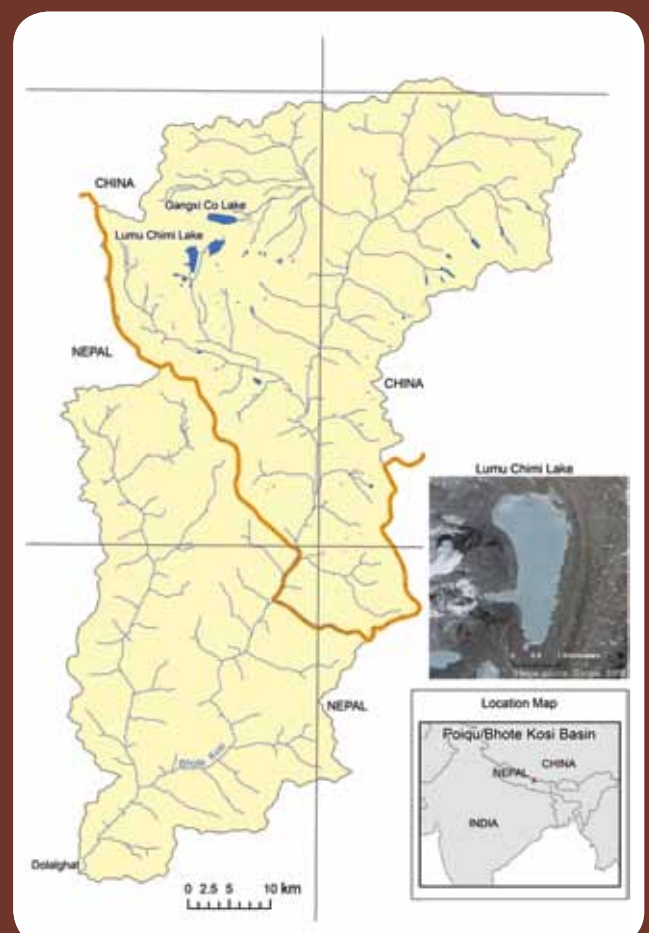 CHINA
Gangxi Co Lake
Lumu Chimi Lake
NEPAL
CHINA
Lumu Chimi Lake
NEPAL
Bhote Kosi
Dolalghat
0 2.5 5 10 km
Location Map
Poiqu/Bhote Kosi Basin
CHINA
NEPAL
INDIA